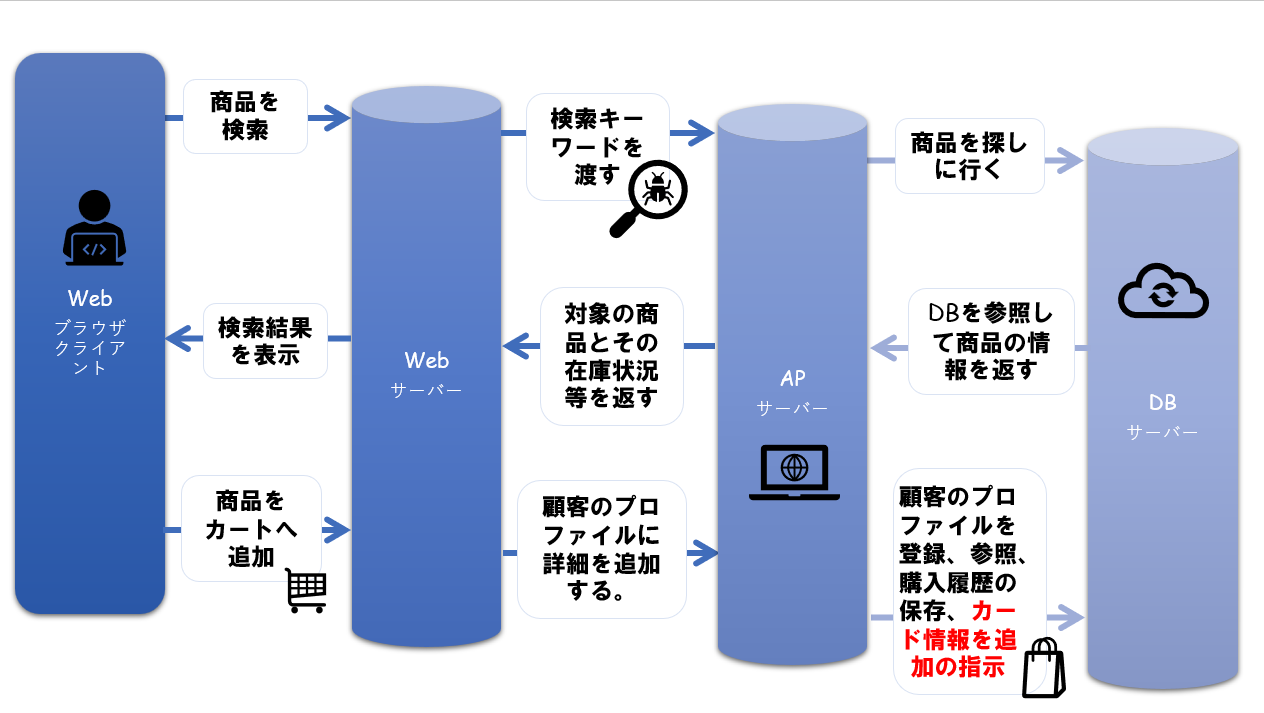 商品を
検索
検索キー
ワードを
渡す
商品を探し
に行く
</>
Web
ブラウザ
クライア
ント
検索結果
を表示
Web
サーバー
対象の商
品とその
在庫状況
等を返す
AP
サーバー
DBを参照し
て商品の情
報を返す
DB
サーバー
商品を
カートへ
追加
顧客のプロ
ファイルに
詳細を追加
する。
顧客のプロ
ファイルを
登録、参照、
購入履歴の
保存、カー
ド情報を追
加の指示